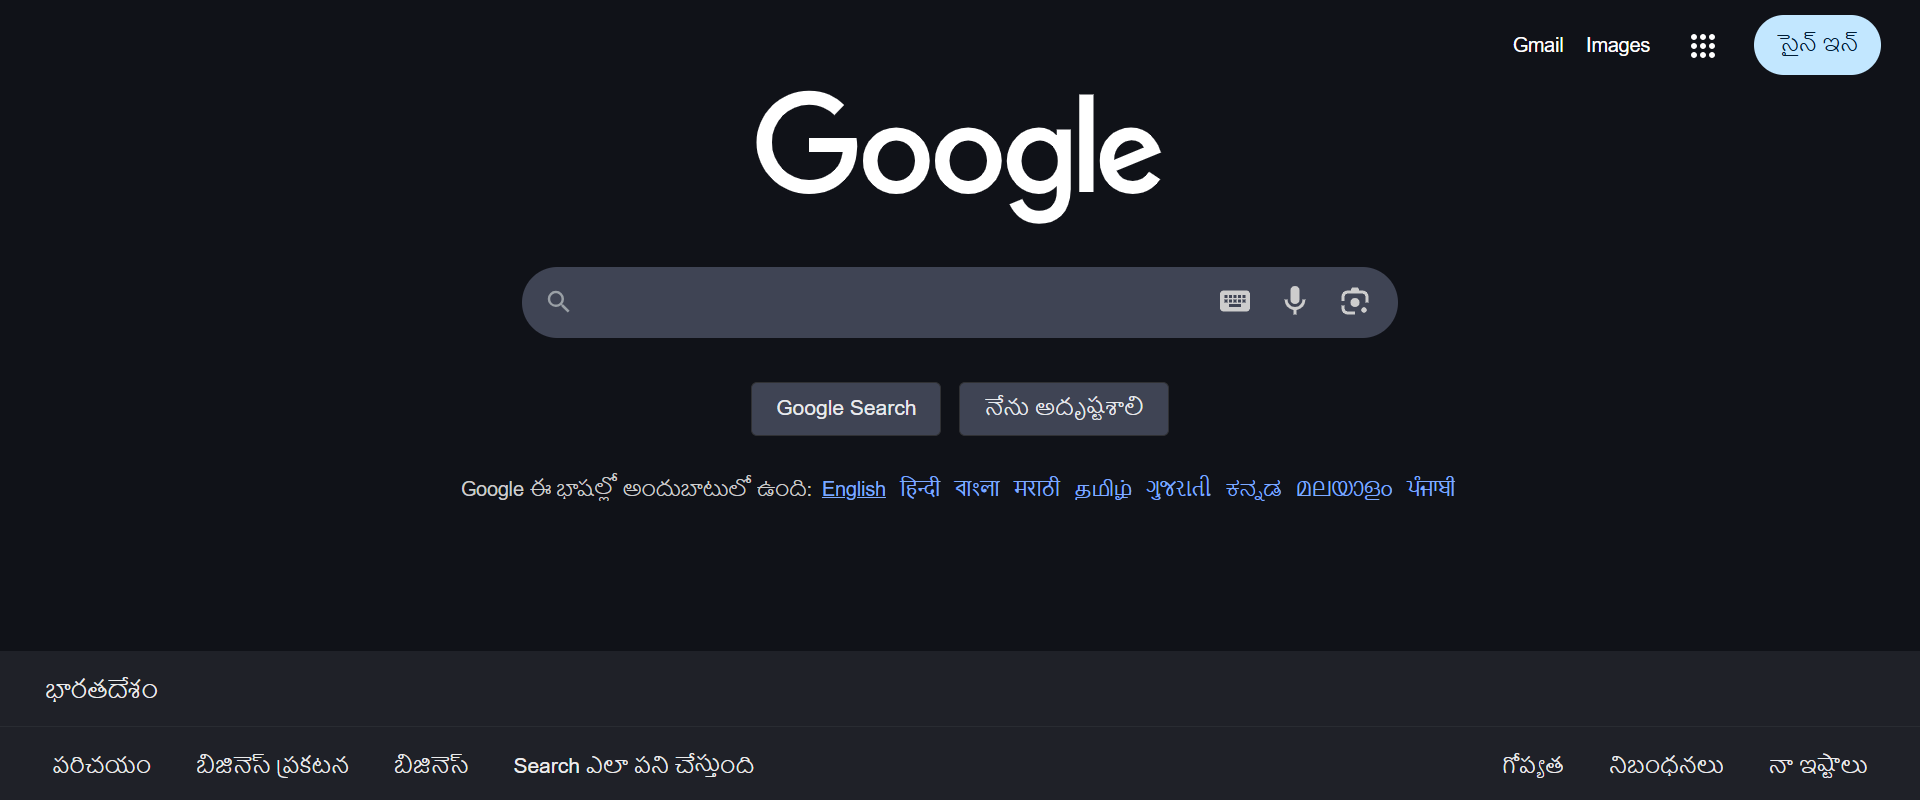 Gmail Images సైన్ ఇన్
Google
Google Search నేను అదృష్టశాలి
Google ఈ భాషల్లో అందుబాటులో ఉంది: English हिन्दी বাংলা मराठी தமிழ் ગુજરાતી ಕನ್ನಡ മലയാളം ਪੰਜਾਬੀ
భారతదేశం
పరిచయం బిజినెస్ ప్రకటన బిజినెస్ Search ఎలా పని చేస్తుంది గోప్యత నిబంధనలు నా ఇష్టాలు